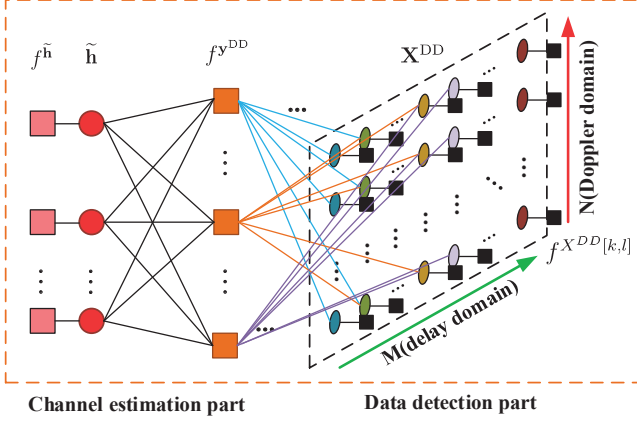 f^h̃ h̃ f^{y^{DD}} X^{DD}
N(Doppler domain)
f^{X^{DD}[k,l]}
M(delay domain)
Channel estimation part Data detection part